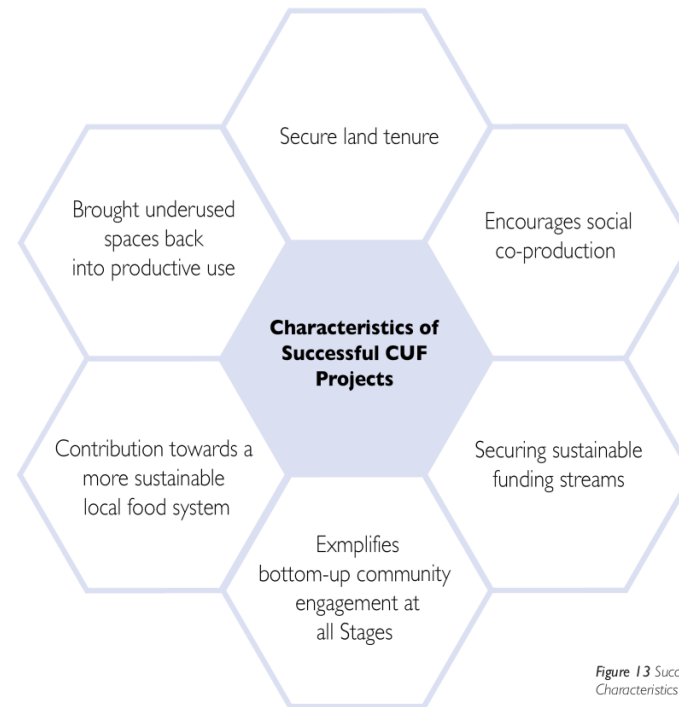 Secure land tenure
Brought underused
spaces back
into productive use
Encourages social
co-production
Characteristics of
Successful CUF
Projects
Contribution towards a
more sustainable
local food system
Securing sustainable
funding streams
Exmplifies
bottom-up community
engagement at
all Stages
Figure 13
Characteristics